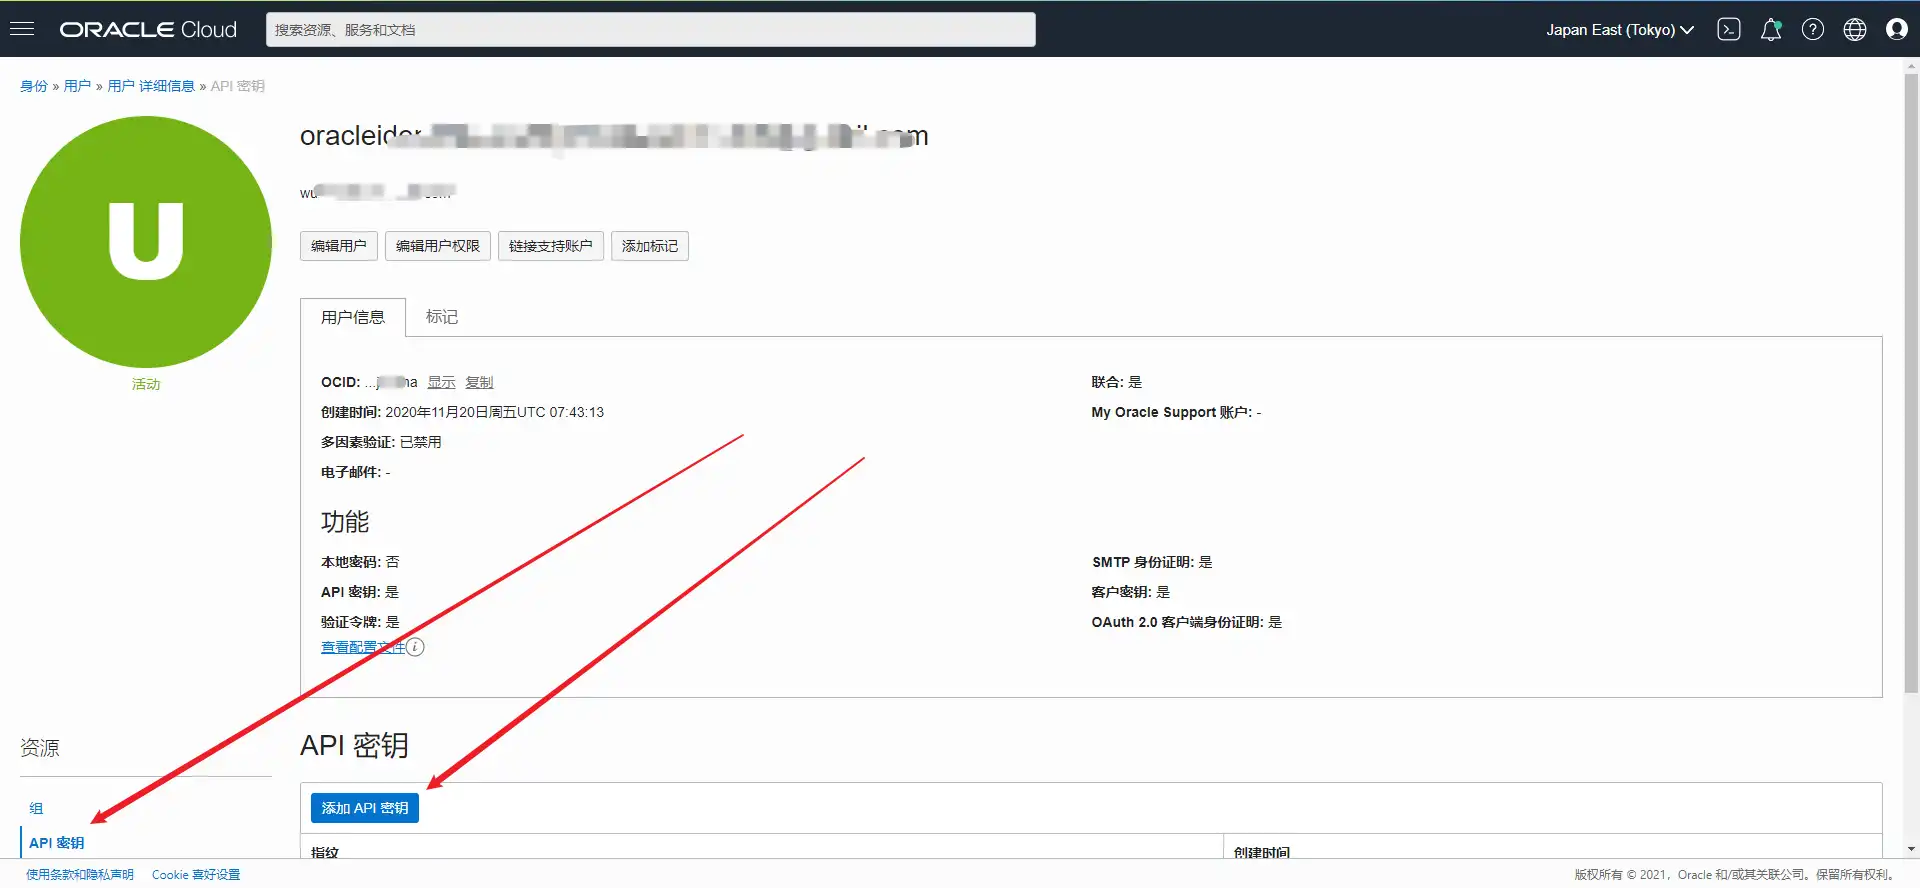 ORACLE Cloud
搜索资源、服务和文档
Japan East (Tokyo)
身份 » 用户 » 用户 详细信息 » API 密钥
U
活动
编辑用户
编辑用户权限
链接支持账户
添加标记
用户信息
标记
OCID: 显示 复制
创建时间: 2020年11月20日周五UTC 07:43:13
多因素验证: 已禁用
电子邮件: -
联合: 是
My Oracle Support 账户: -
功能
本地密码: 否
API 密钥: 是
验证令牌: 是
查看配置文件
SMTP 身份证明: 是
客户密钥: 是
OAuth 2.0 客户端身份证明: 是
资源
组
API 密钥
API 密钥
添加 API 密钥
指纹
创建时间
使用条款和隐私声明
Cookie 喜好设置
版权所有 © 2021，Oracle 和/或其关联公司。保留所有权利。